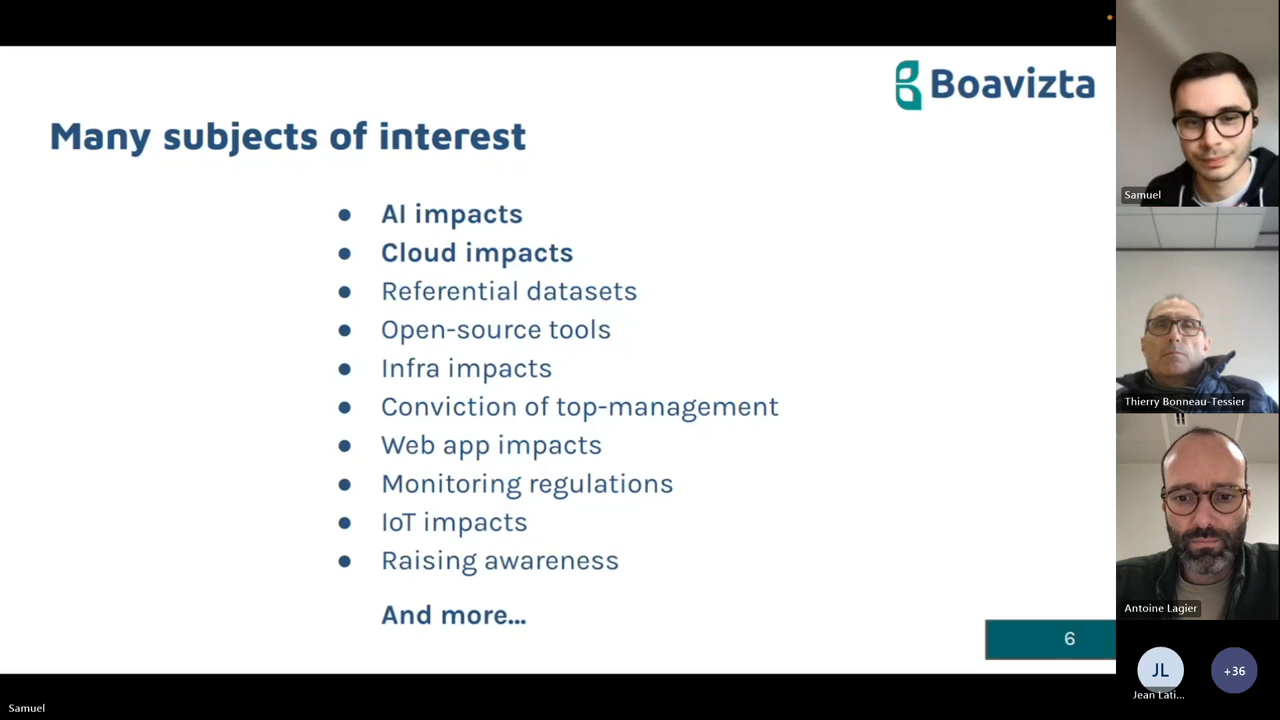 Boavizta
Many subjects of interest
● AI impacts
● Cloud impacts
● Referential datasets
● Open-source tools
● Infra impacts
● Conviction of top-management
● Web app impacts
● Monitoring regulations
● IoT impacts
● Raising awareness
And more...
6
Samuel
Thierry Bonneau-Tessier
Antoine Lagier
JL
Jean Lati...
+36
Samuel